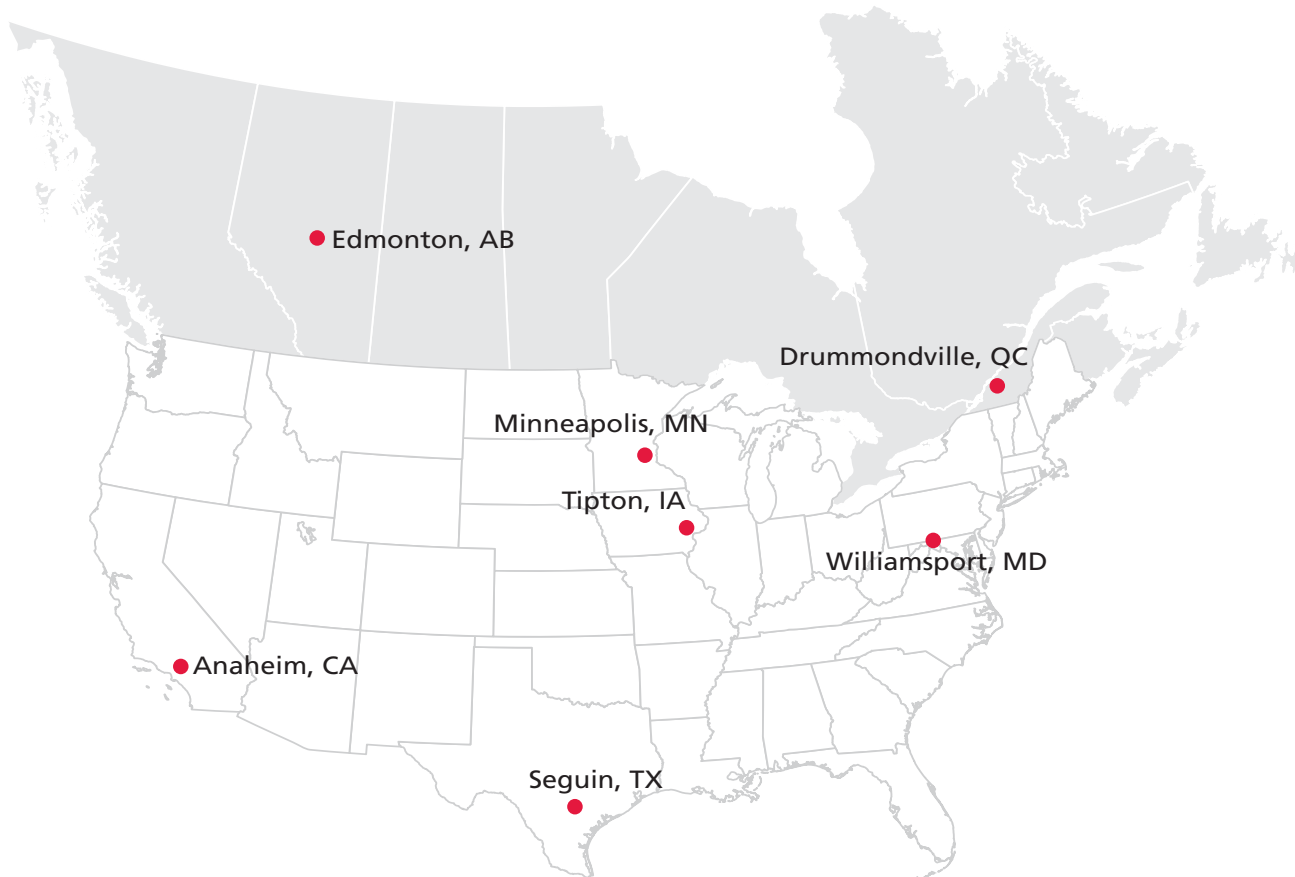 Edmonton, AB
Drummondville, QC
Minneapolis, MN
Tipton, IA
Williamsport, MD
Anaheim, CA
Seguin, TX